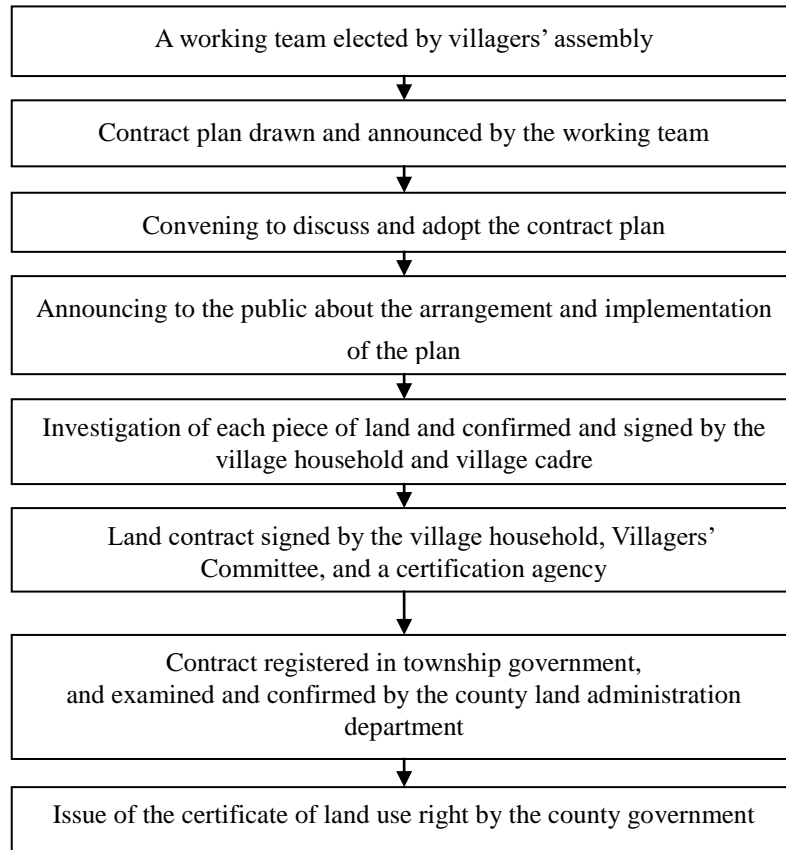 A working team elected by villagers’ assembly
Contract plan drawn and announced by the working team
Convening to discuss and adopt the contract plan
Announcing to the public about the arrangement and implementation
of the plan
Investigation of each piece of land and confirmed and signed by the
village household and village cadre
Land contract signed by the village household, Villagers’
Committee, and a certification agency
Contract registered in township government,
and examined and confirmed by the county land administration
department
Issue of the certificate of land use right by the county government